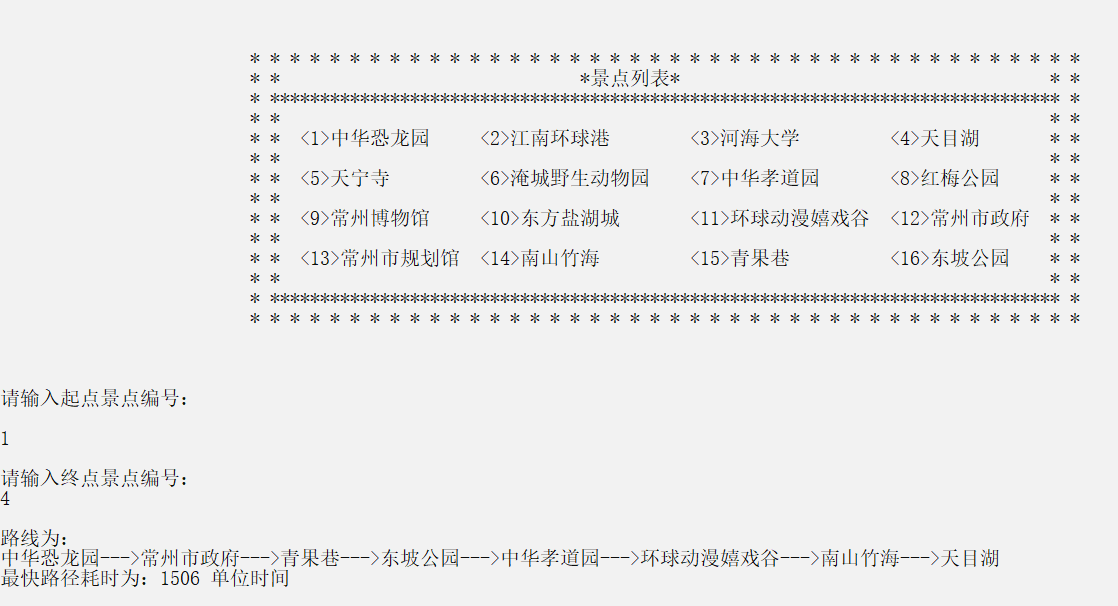 * * * * * * * * * * * * * * * * * * * * * * * * * * * * * * * * * * * * * * * * * *
* * *景点列表* * *
* ******************************************************************************* *
* * * *
* * <1>中华恐龙园 <2>江南环球港 <3>河海大学 <4>天目湖 * *
* * * *
* * <5>天宁寺 <6>淹城野生动物园 <7>中华孝道园 <8>红梅公园 * *
* * * *
* * <9>常州博物馆 <10>东方盐湖城 <11>环球动漫嬉戏谷 <12>常州市政府 * *
* * * *
* * <13>常州市规划馆 <14>南山竹海 <15>青果巷 <16>东坡公园 * *
* * * *
* ******************************************************************************* *
* * * * * * * * * * * * * * * * * * * * * * * * * * * * * * * * * * * * * * * * * *
请输入起点景点编号:
1
请输入终点景点编号:
4
路线为:
中华恐龙园--->常州市政府--->青果巷--->东坡公园--->中华孝道园--->环球动漫嬉戏谷--->南山竹海--->天目湖
最快路径耗时为: 1506 单位时间